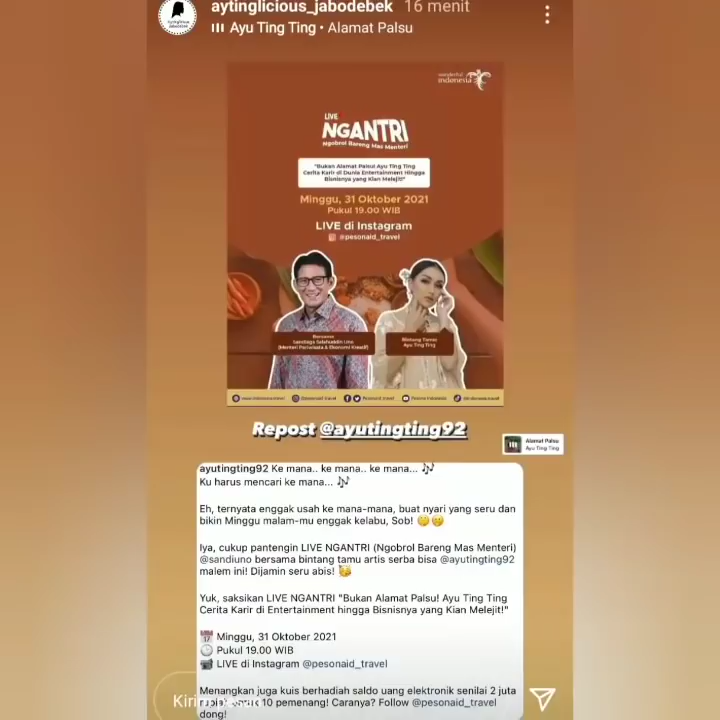 aytinglicious_jabodebek 16 menit
Ayu Ting Ting • Alamat Palsu
wonderful
indonesia
LIVE
NGANTRI
Ngobrol Bareng Mas Menteri
"Bukan Alamat Palsu! Ayu Ting Ting
Cerita Karir di Dunia Entertainment Hingga
Bisnisnya yang Kian Melejit!"
Minggu, 31 Oktober 2021
Pukul 19.00 WIB
LIVE di Instagram
@pesonaid_travel
Bersama
Sandiaga Salahuddin Uno
(Menteri Pariwisata & Ekonomi Kreatif)
Bintang Tamu
Ayu Ting Ting
@pesonaid_travel
Repost @ayutingting92
Alamat Palsu
Ayu Ting Ting
ayutingting92 Ke mana.. ke mana.. ke mana... 🎶
Ku harus mencari ke mana... 🎶
Eh, ternyata enggak usah ke mana-mana, buat nyari yang seru dan
bikin Minggu malam-mu enggak kelabu, Sob! 😋😋
Iya, cukup pantengin LIVE NGANTRI (Ngobrol Bareng Mas Menteri)
@sandiuno bersama bintang tamu artis serba bisa @ayutingting92
malem ini! Dijamin seru abis! 🥳
Yuk, saksikan LIVE NGANTRI "Bukan Alamat Palsu! Ayu Ting Ting
Cerita Karir di Entertainment hingga Bisnisnya yang Kian Melejit!"
📅 Minggu, 31 Oktober 2021
🕒 Pukul 19.00 WIB
📹 LIVE di Instagram @pesonaid_travel
Menangkan juga kuis berhadiah saldo uang elektronik senilai 2 juta
10 pemenang! Caranya? Follow @pesonaid_travel
dong!
Kirim pesan